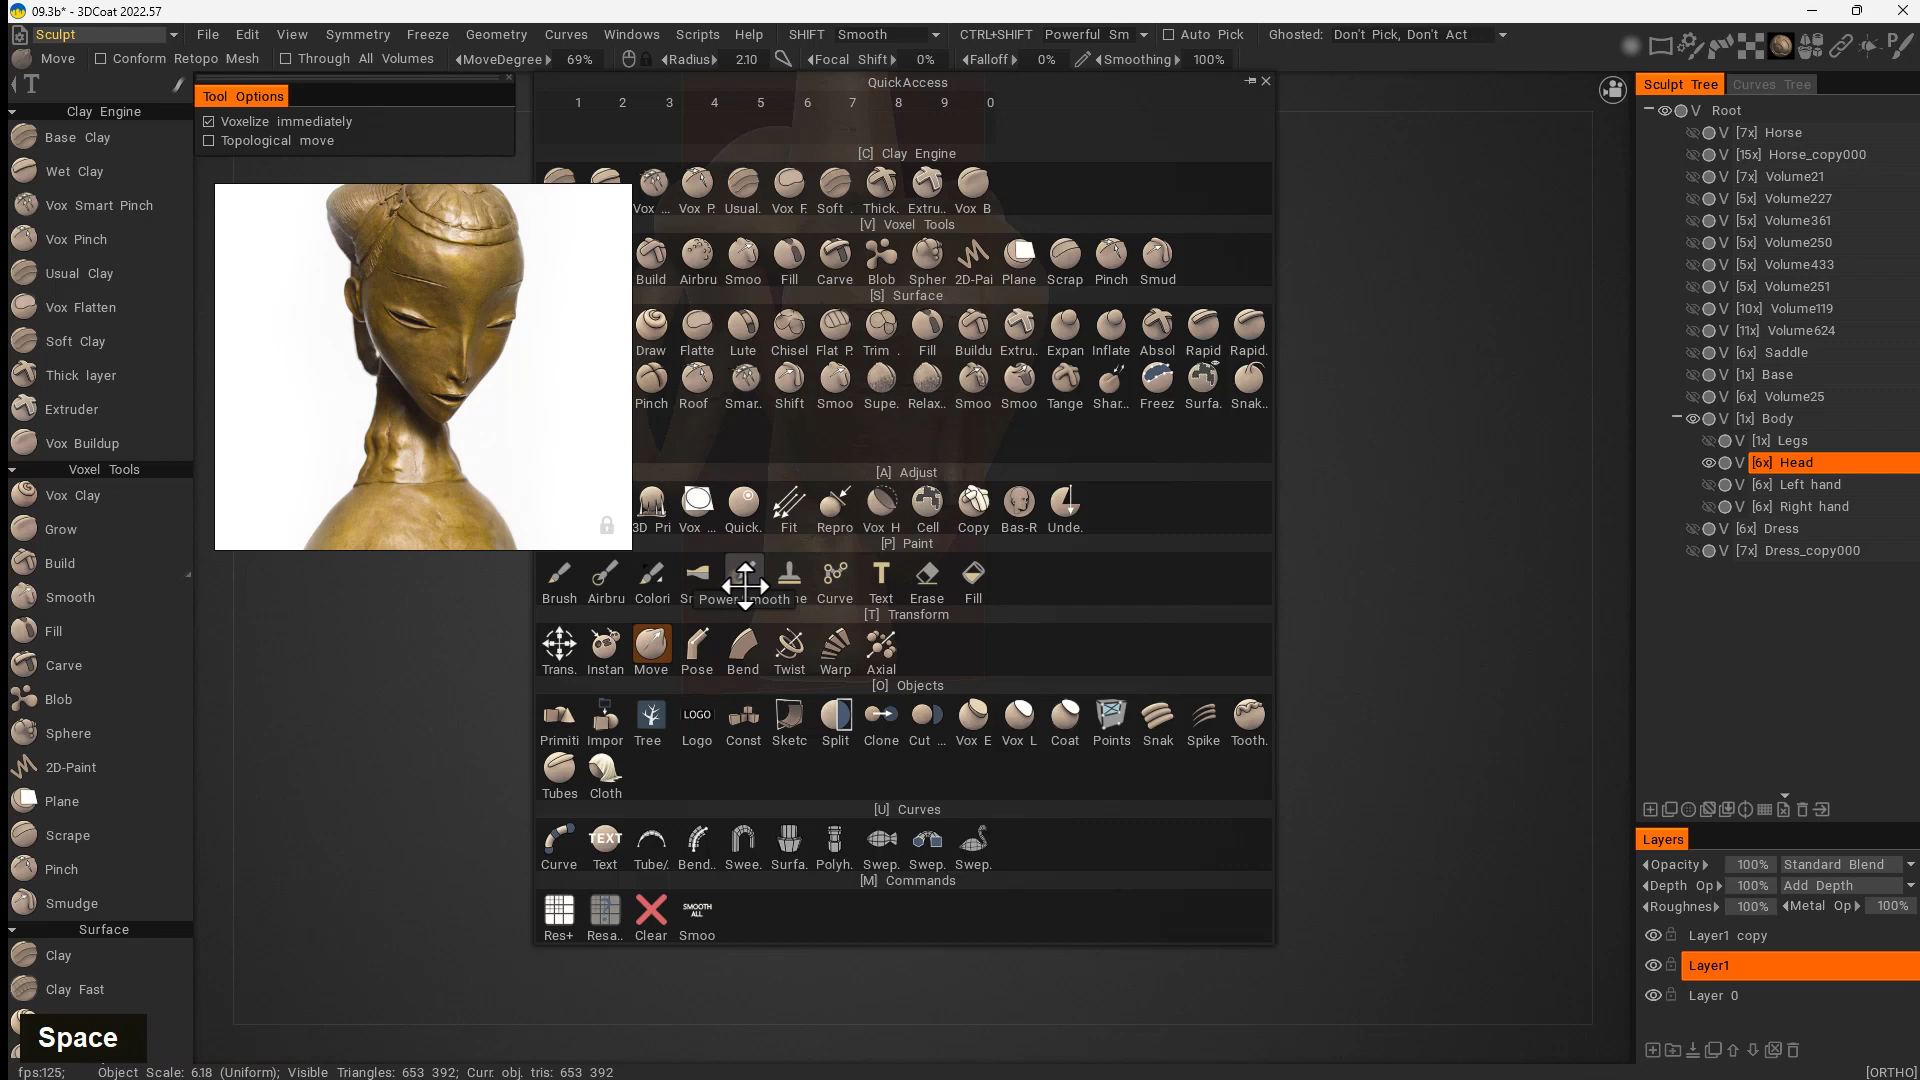 09.3b* - 3DCoat 2022.57
Sculpt File Edit View Symmetry Freeze Geometry Curves Windows Scripts Help SHIFT Smooth CTRL+SHIFT Powerful Sm Auto Pick Ghosted: Don't Pick, Don't Act
Move Conform Retopo Mesh Through All Volumes MoveDegree 69% Radius 2.10 Focal Shift 0% Falloff 0% Smoothing 100%
T
Clay Engine
Base Clay
Wet Clay
Vox Smart Pinch
Vox Pinch
Usual Clay
Vox Flatten
Soft Clay
Thick layer
Extruder
Vox Buildup
Voxel Tools
Vox Clay
Grow
Build
Smooth
Fill
Carve
Blob
Sphere
2D-Paint
Plane
Scrape
Pinch
Smudge
Surface
Clay
Clay Fast
Space
Tool Options
Voxelize immediately
Topological move
QuickAccess
1 2 3 4 5 6 7 8 9 0
[C] Clay Engine
Vox ... Vox P. Usual. Vox F. Soft . Thick. Extru.. Vox B
[V] Voxel Tools
Build Airbru Smoo Fill Carve Blob Spher 2D-Pai Plane Scrap Pinch Smud
[S] Surface
Draw Flatte Lute Chisel Flat P. Trim . Fill Buildu Extru.. Expan Inflate Absol Rapid Rapid.
Pinch Roof Smar.. Shift Smoo Supe. Relax.. Smoo Smoo Tange Shar... Freez Surfa. Snak..
[A] Adjust
3D Pri Vox ... Quick. Fit Repro Vox H Cell Copy Bas-R Unde.
[P] Paint
T
Brush Airbru Colori Curve Text Erase Fill
[T] Transform
Trans. Instan Move Pose Bend Twist Warp Axial
[O] Objects
LOGO
Primiti Impor Tree Logo Const Sketc Split Clone Cut ... Vox E Vox L Coat Points Snak Spike Tooth.
Tubes Cloth
[U] Curves
TEXT
Curve Text Tube/. Bend.. Swee. Surfa. Polyh. Swep. Swep. Swep.
[M] Commands
SMOOTH
ALL
Res+ Resa.. Clear Smoo
Sculpt Tree Curves Tree
V Root
V [7x] Horse
V [15x] Horse_copy000
V [7x] Volume21
V [5x] Volume227
V [5x] Volume361
V [5x] Volume250
V [5x] Volume433
V [5x] Volume251
V [10x] Volume119
V [11x] Volume624
V [6x] Saddle
V [1x] Base
V [6x] Volume25
V [1x] Body
V [1x] Legs
V [6x] Head
V [6x] Left hand
V [6x] Right hand
V [6x] Dress
V [7x] Dress_copy000
Layers
Opacity 100% Standard Blend
Depth Op 100% Add Depth
Roughnes 100% Metal Op 100%
Layer1 copy
Layer1
Layer 0
fps:125; Object Scale: 6.18 (Uniform); Visible Triangles: 653 392; Curr. obj. tris: 653 392
[ORTHO]